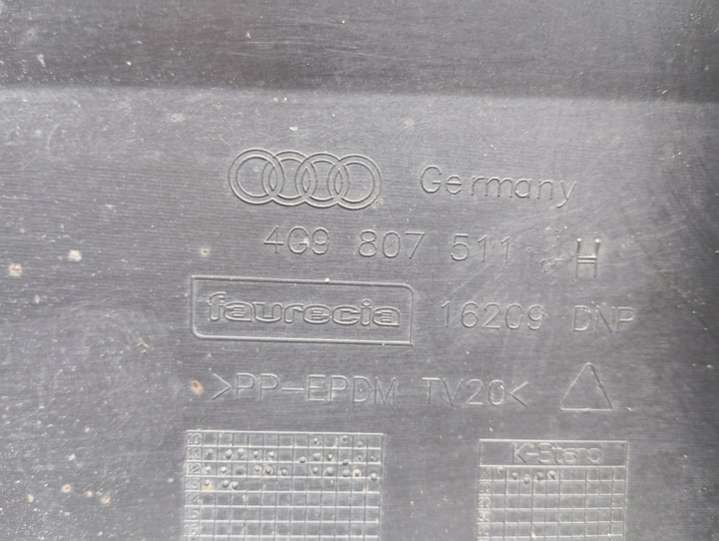 Germany
4G9 807 511 H
faurecia 16209 DNP
>PP-EPDM TV20<